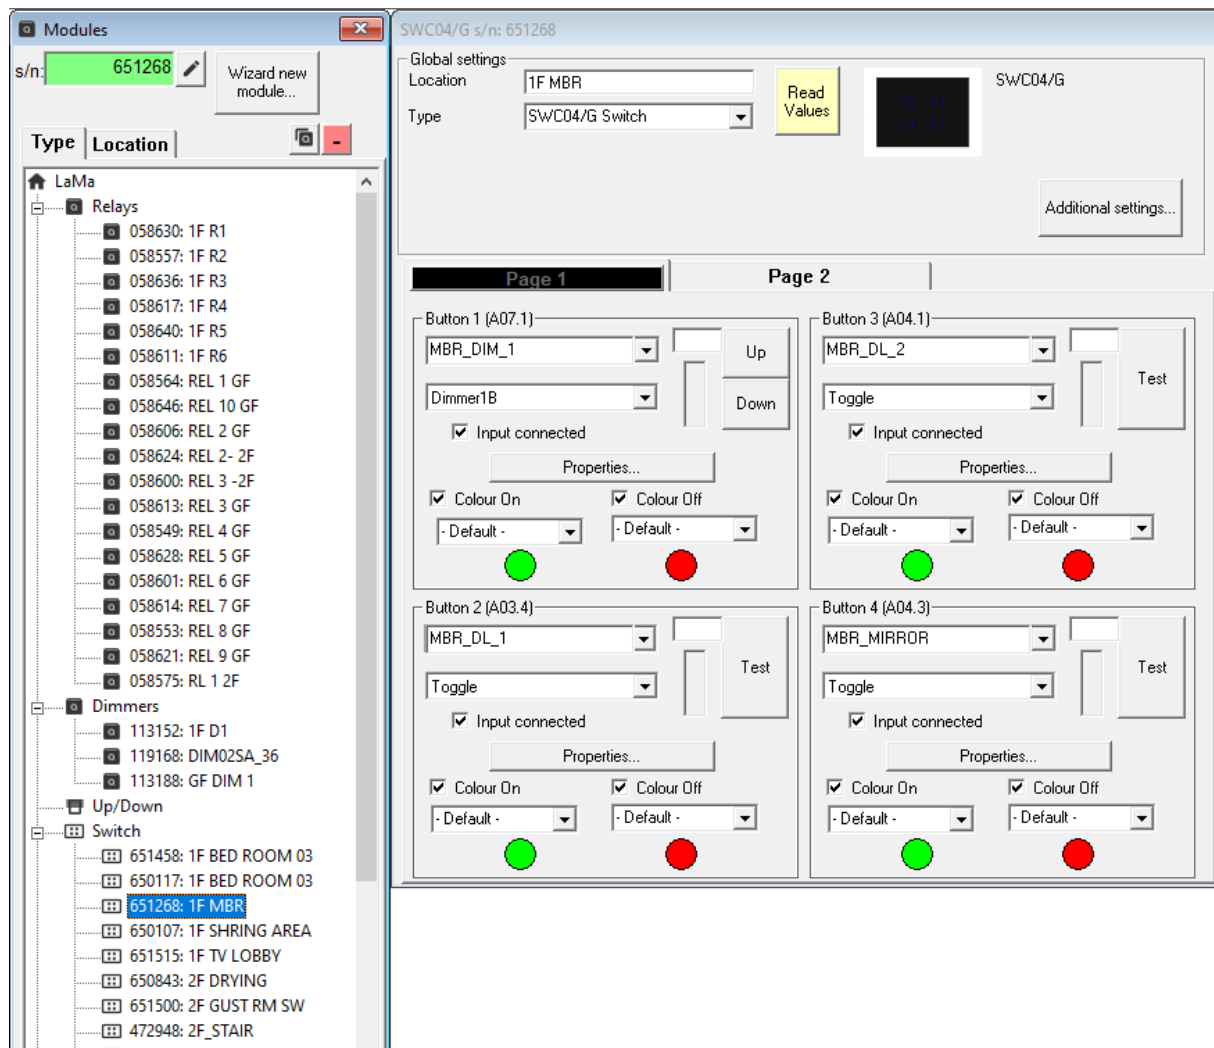 Modules
s/n: 651268
Wizard new
module...
Type Location
-
LaMa
Relays
058630: 1F R1
058557: 1F R2
058636: 1F R3
058617: 1F R4
058640: 1F R5
058611: 1F R6
058564: REL 1 GF
058646: REL 10 GF
058606: REL 2 GF
058624: REL 2- 2F
058600: REL 3 -2F
058613: REL 3 GF
058549: REL 4 GF
058628: REL 5 GF
058601: REL 6 GF
058614: REL 7 GF
058553: REL 8 GF
058621: REL 9 GF
058575: RL 1 2F
Dimmers
113152: 1F D1
119168: DIM02SA_36
113188: GF DIM 1
Up/Down
Switch
651458: 1F BED ROOM 03
650117: 1F BED ROOM 03
651268: 1F MBR
650107: 1F SHRING AREA
651515: 1F TV LOBBY
650843: 2F DRYING
651500: 2F GUST RM SW
472948: 2F_STAIR
SWC04/G s/n: 651268
Global settings
Location 1F MBR
Type SWC04/G Switch
Read
Values
SWC04/G
Additional settings...
Page 1 Page 2
Button 1 (A07.1)
MBR_DIM_1
Up
Dimmer1B
Down
Input connected
Properties...
Colour On Colour Off
- Default - - Default -
Button 3 (A04.1)
MBR_DL_2
Test
Toggle
Input connected
Properties...
Colour On Colour Off
- Default - - Default -
Button 2 (A03.4)
MBR_DL_1
Test
Toggle
Input connected
Properties...
Colour On Colour Off
- Default - - Default -
Button 4 (A04.3)
MBR_MIRROR
Test
Toggle
Input connected
Properties...
Colour On Colour Off
- Default - - Default -